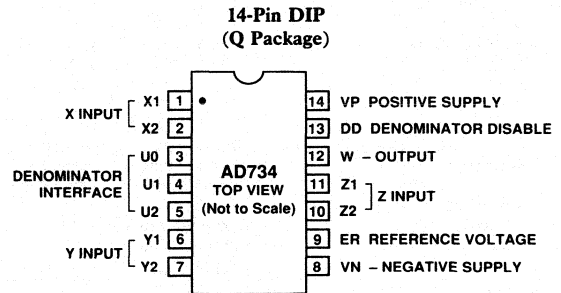 14-Pin DIP
(Q Package)
X INPUT
X1 1
X2 2
DENOMINATOR
INTERFACE
U0 3
U1 4
U2 5
Y INPUT
Y1 6
Y2 7
AD734
TOP VIEW
(Not to Scale)
14 VP POSITIVE SUPPLY
13 DD DENOMINATOR DISABLE
12 W – OUTPUT
11 Z1
10 Z2
Z INPUT
9 ER REFERENCE VOLTAGE
8 VN – NEGATIVE SUPPLY